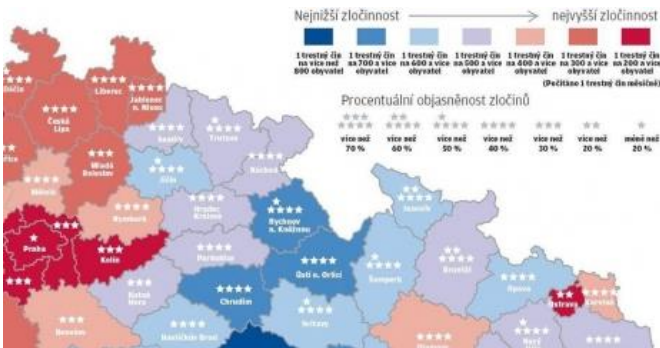 Nejnižší zločinnost
nejvyšší zločinnost
1 trestný čin na více než 800 obyvatel
1 trestný čin na 700 a více obyvatel
1 trestný čin na 600 a více obyvatel
1 trestný čin na 500 a více obyvatel
1 trestný čin na 400 a více obyvatel
1 trestný čin na 300 a více obyvatel
1 trestný čin na 200 a více obyvatel
(Počítáno 1 trestný čin měsíčně)
Procentuální objasněnost zločinů
více než 70 %
více než 60 %
více než 50 %
více než 40 %
více než 30 %
více než 20 %
méně než 20 %
Liberec
Jablonec n. Nisou
Česká Lípa
Trutnov
Mladá Boleslav
Náchod
Jičín
Mělník
Hradec Králové
Nymburk
Rychnov n. Kněžnou
Jeseník
Praha
Kolín
Pardubice
Ústí n. Orlicí
Šumperk
Bruntál
Opava
Ostrava
Karviná
Kutná Hora
Chrudim
Benešov
Havlíčkův Brod
Svitavy
Nový